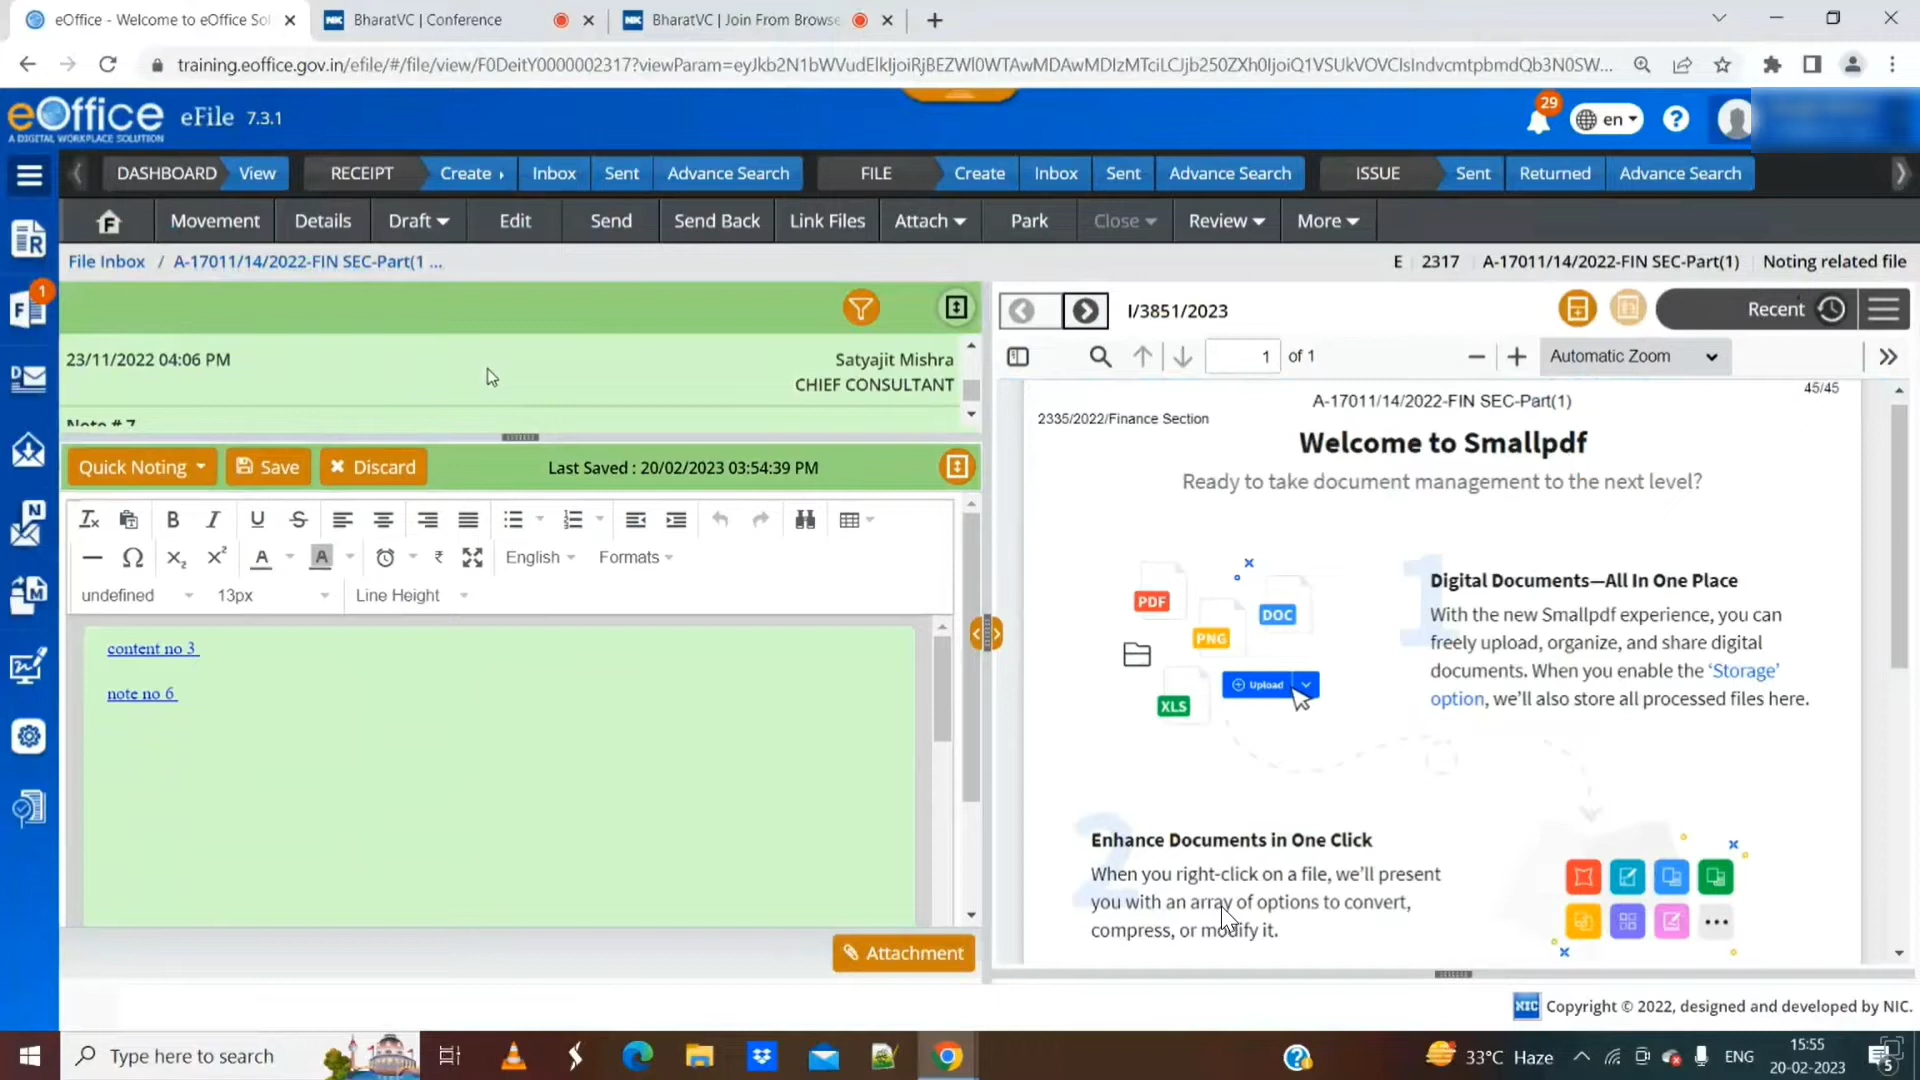 eOffice - Welcome to eOffice Sol
BharatVC | Conference
BharatVC | Join From Browse
training.eoffice.gov.in/efile/#/file/view/
eOffice
A DIGITAL WORKPLACE SOLUTION
eFile 7.3.1
29
en
DASHBOARD View RECEIPT Create Inbox Sent Advance Search FILE Create Inbox Sent Advance Search ISSUE Sent Returned Advance Search
Movement Details Draft Edit Send Send Back Link Files Attach Park Close Review More
File Inbox / A-17011/14/2022-FIN SEC-Part(1 ...
E 2317 A-17011/14/2022-FIN SEC-Part(1) Noting related file
1
23/11/2022 04:06 PM
Satyajit Mishra
CHIEF CONSULTANT
Note # 7
Quick Noting Save Discard Last Saved : 20/02/2023 03:54:39 PM
English Formats
undefined 13px Line Height
content no 3
note no 6
Attachment
I/3851/2023
Recent
1 of 1
Automatic Zoom
45/45
A-17011/14/2022-FIN SEC-Part(1)
2335/2022/Finance Section
Welcome to Smallpdf
Ready to take document management to the next level?
PDF
DOC
PNG
Upload
XLS
1
Digital Documents—All In One Place
With the new Smallpdf experience, you can
freely upload, organize, and share digital
documents. When you enable the ‘Storage’
option, we’ll also store all processed files here.
2
Enhance Documents in One Click
When you right-click on a file, we’ll present
you with an array of options to convert,
compress, or modify it.
NIC Copyright © 2022, designed and developed by NIC.
Type here to search
33°C Haze
ENG
15:55
20-02-2023
5